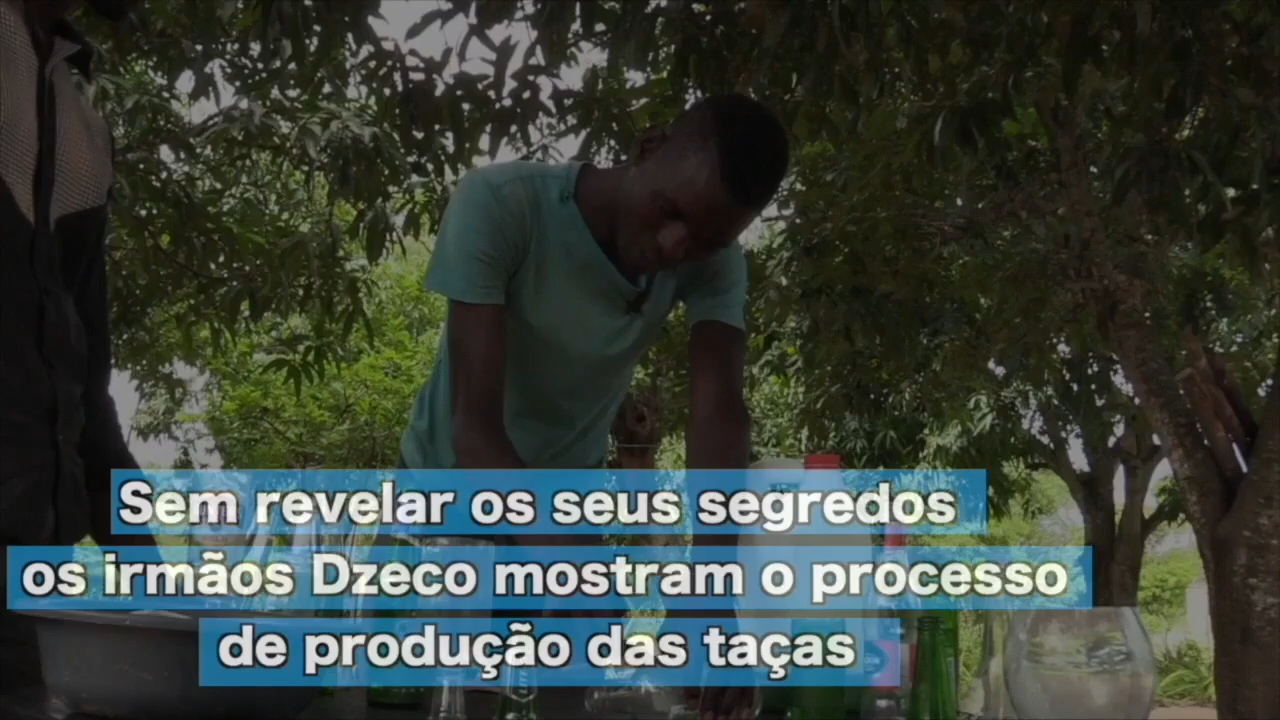 Sem revelar os seus segredos
os irmãos Dzeco mostram o processo
de produção das taças